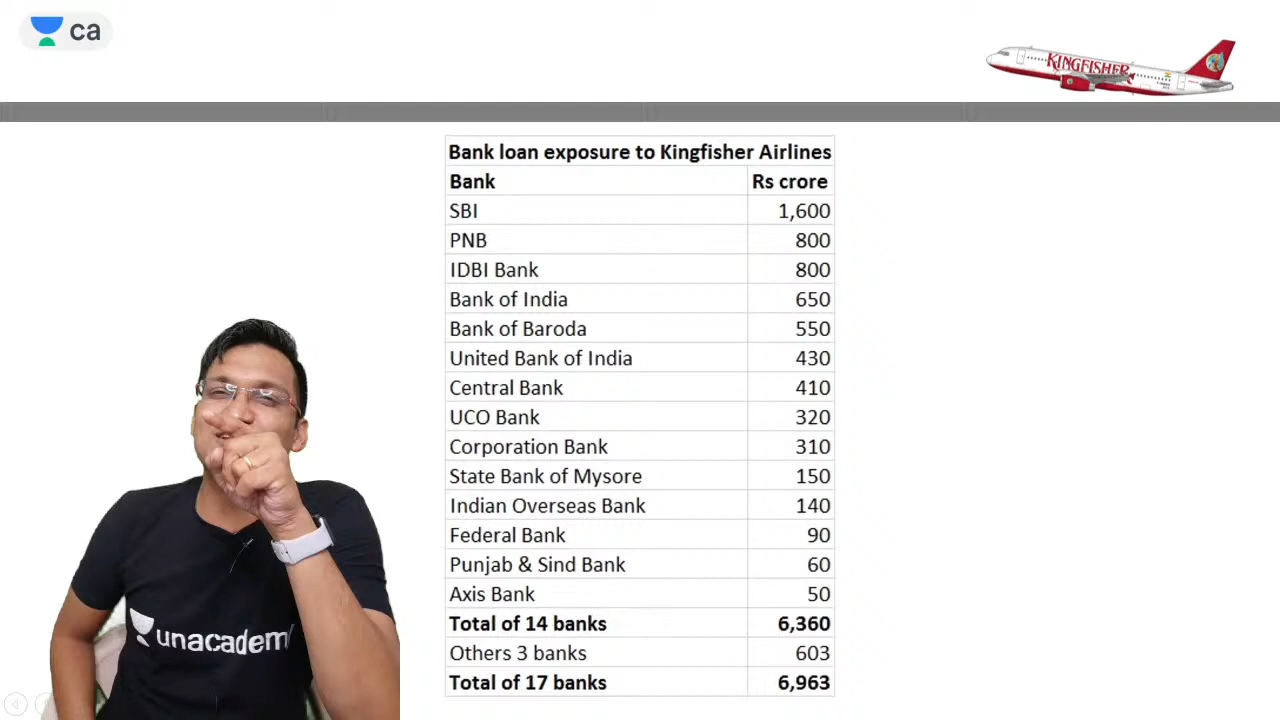 ca
KINGFISHER
Bank loan exposure to Kingfisher Airlines
Bank Rs crore
SBI 1,600
PNB 800
IDBI Bank 800
Bank of India 650
Bank of Baroda 550
United Bank of India 430
Central Bank 410
UCO Bank 320
Corporation Bank 310
State Bank of Mysore 150
Indian Overseas Bank 140
Federal Bank 90
Punjab & Sind Bank 60
Axis Bank 50
Total of 14 banks 6,360
Others 3 banks 603
Total of 17 banks 6,963
unacadem